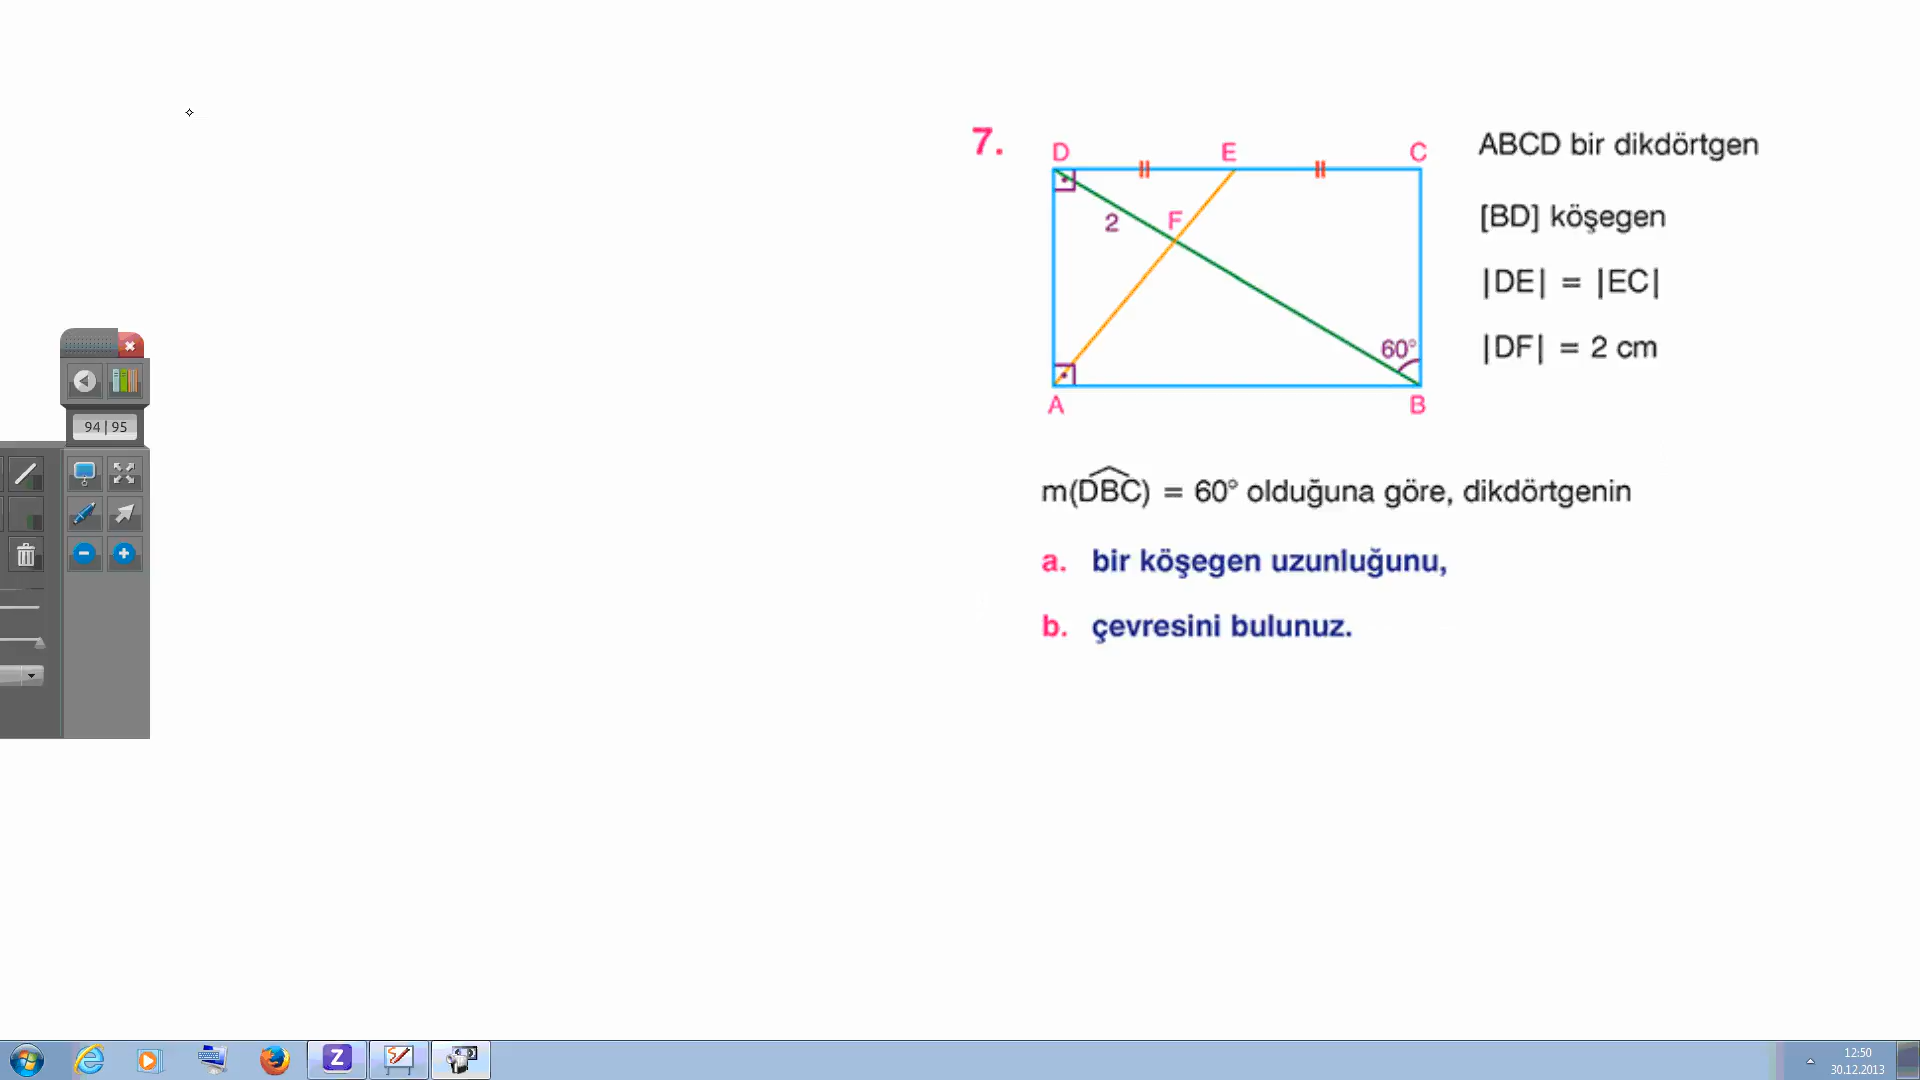 7.
D
E
C
2
F
60°
A
B
ABCD bir dikdörtgen
[BD] köşegen
|DE| = |EC|
|DF| = 2 cm
m(DBC) = 60° olduğuna göre, dikdörtgenin
a. bir köşegen uzunluğunu,
b. çevresini bulunuz.
94|95
Z
12:50
30.12.2013